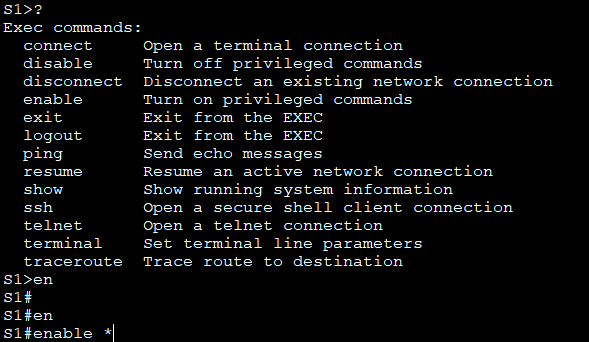 S1>?
Exec commands:
  connect     Open a terminal connection
  disable     Turn off privileged commands
  disconnect  Disconnect an existing network connection
  enable      Turn on privileged commands
  exit        Exit from the EXEC
  logout      Exit from the EXEC
  ping        Send echo messages
  resume      Resume an active network connection
  show        Show running system information
  ssh         Open a secure shell client connection
  telnet      Open a telnet connection
  terminal    Set terminal line parameters
  traceroute  Trace route to destination
S1>en
S1#
S1#en
S1#enable *